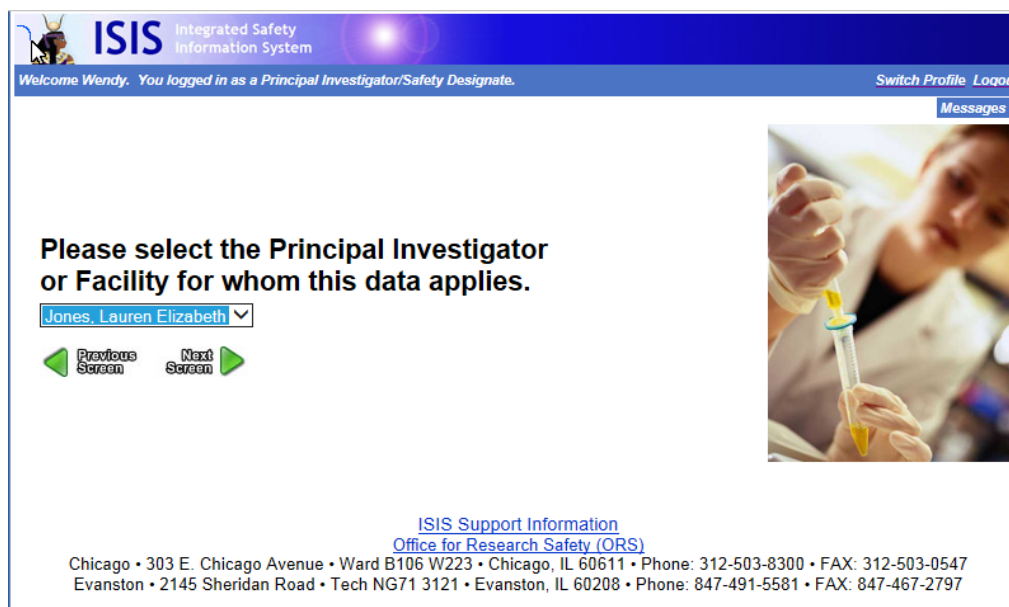 ISIS Integrated Safety
Information System
Welcome Wendy. You logged in as a Principal Investigator/Safety Designate.
Switch Profile Logou
Messages
Please select the Principal Investigator
or Facility for whom this data applies.
Jones, Lauren Elizabeth
Previous Screen
Next Screen
ISIS Support Information
Office for Research Safety (ORS)
Chicago • 303 E. Chicago Avenue • Ward B106 W223 • Chicago, IL 60611 • Phone: 312-503-8300 • FAX: 312-503-0547
Evanston • 2145 Sheridan Road • Tech NG71 3121 • Evanston, IL 60208 • Phone: 847-491-5581 • FAX: 847-467-2797